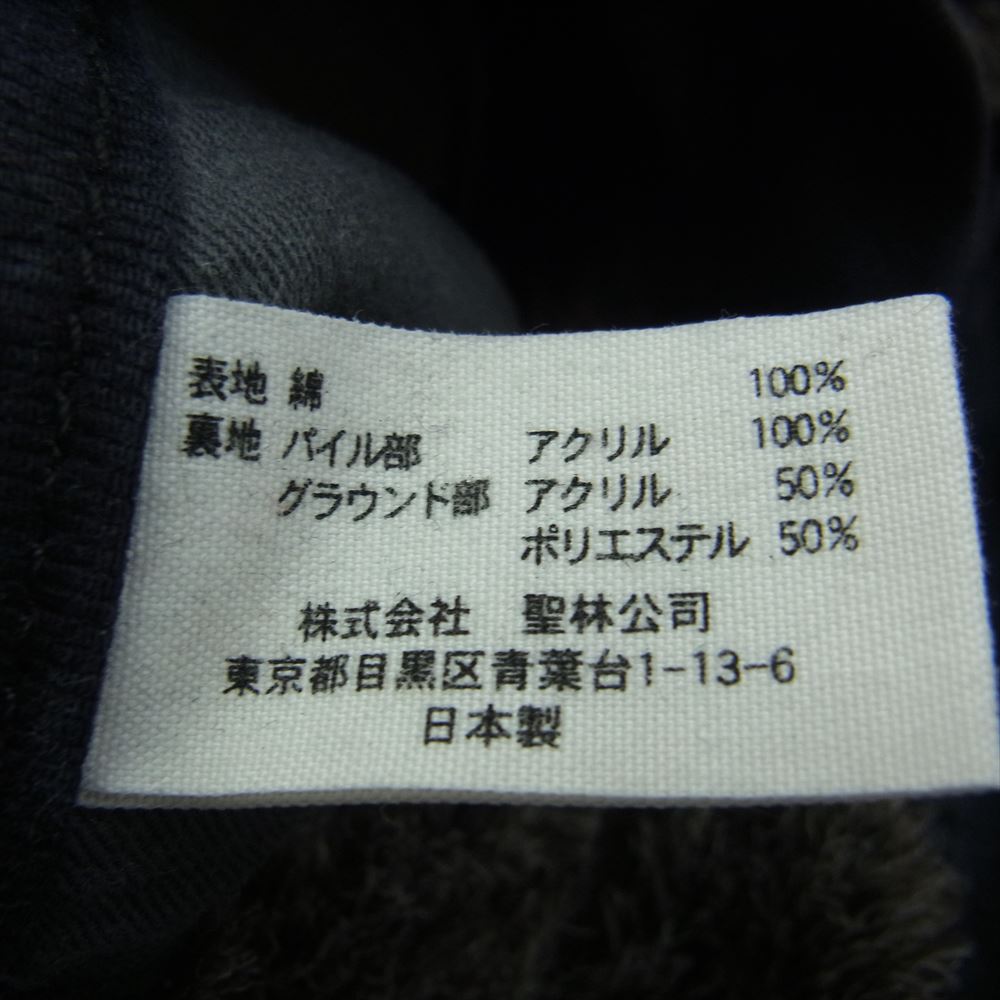 表地 綿 100%
裏地 パイル部 アクリル 100%
グラウンド部 アクリル 50%
ポリエステル 50%
株式会社 聖林公司
東京都目黒区青葉台1-13-6
日本製